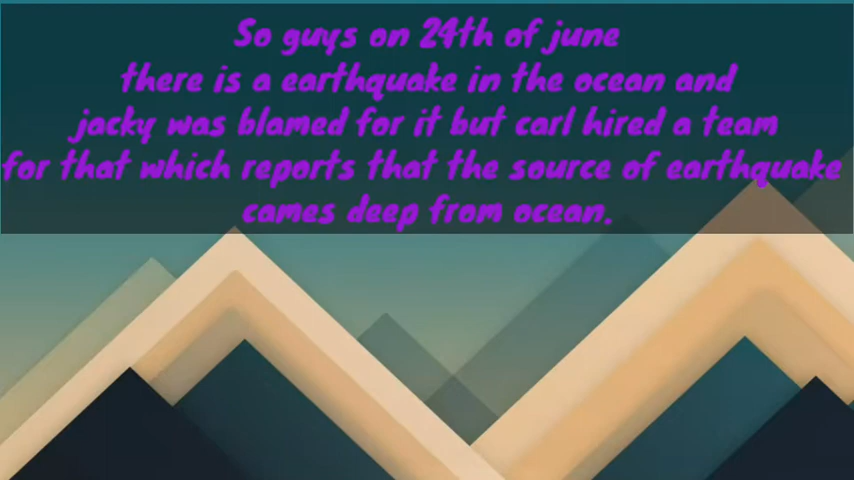 So guys on 24th of june
there is a earthquake in the ocean and
jacky was blamed for it but carl hired a team
for that which reports that the source of earthquake
cames deep from ocean.